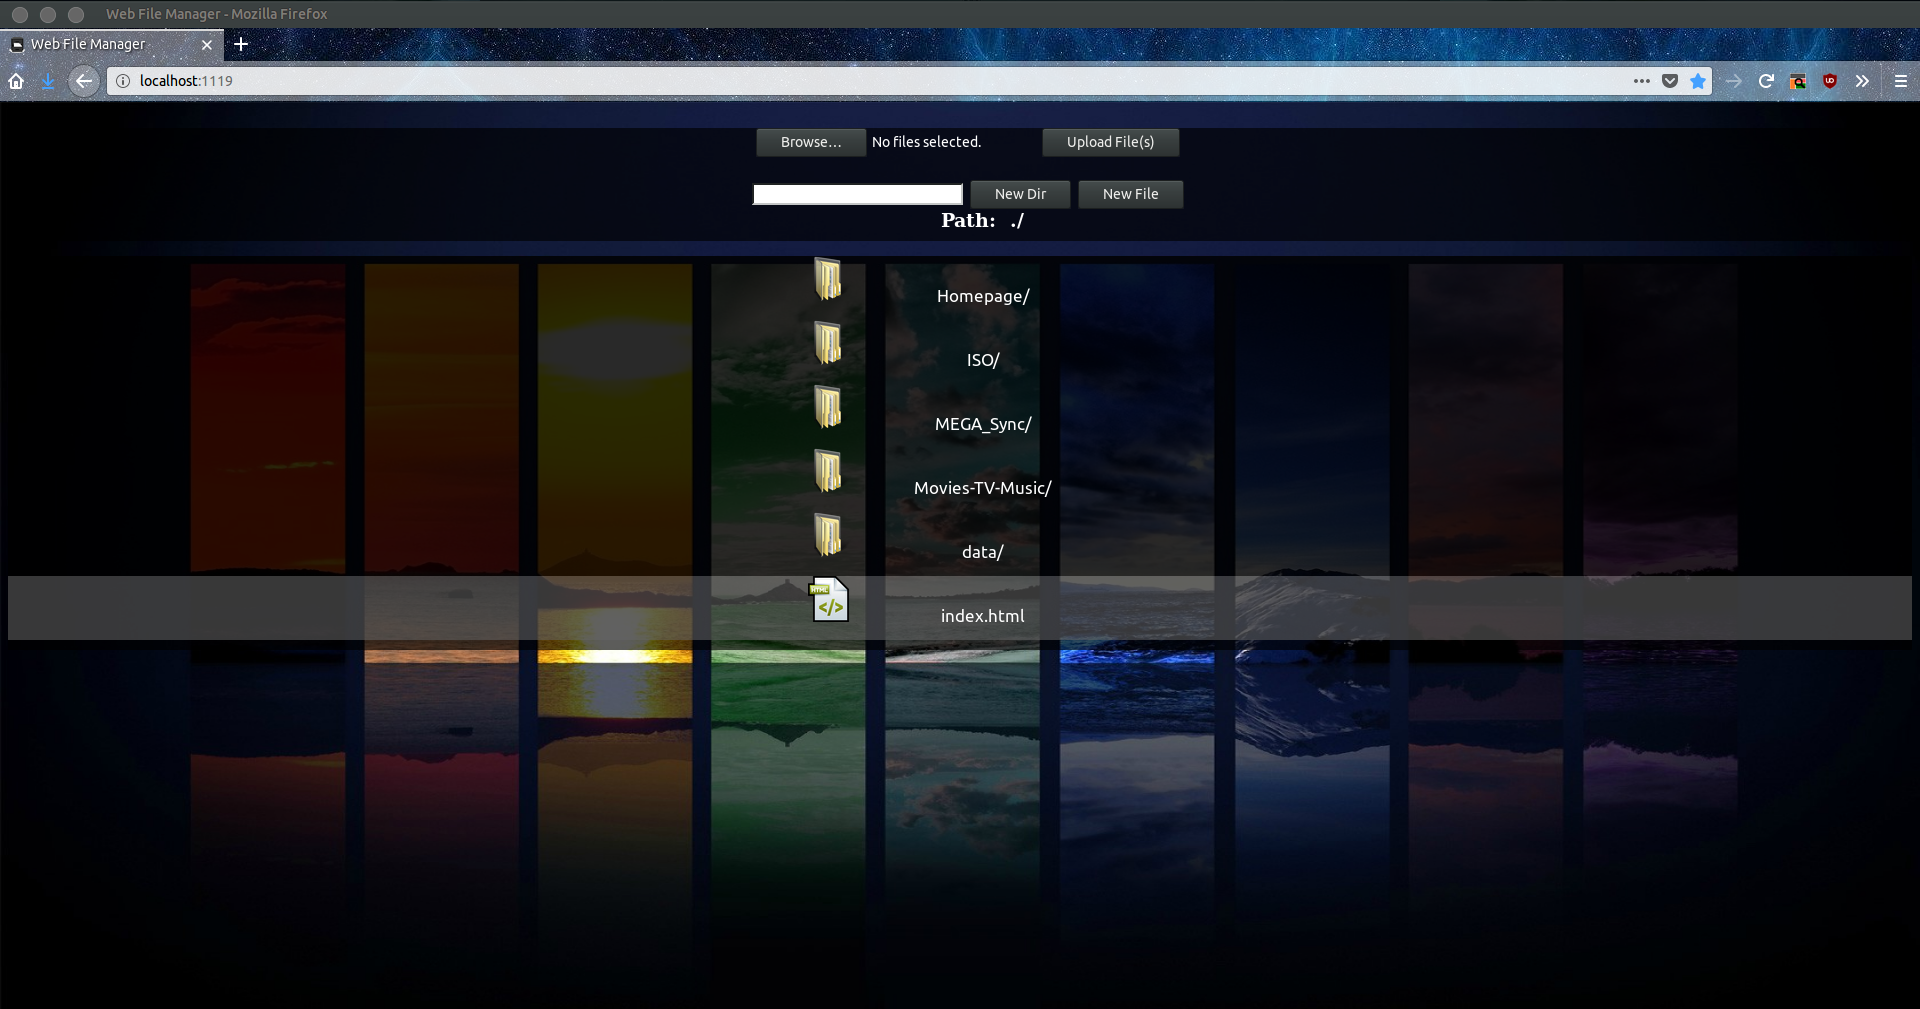 Web File Manager - Mozilla Firefox
Web File Manager
localhost:1119
Browse... No files selected. Upload File(s)
New Dir New File
Path: ./
Homepage/
ISO/
MEGA_Sync/
Movies-TV-Music/
data/
HTML
</>
index.html